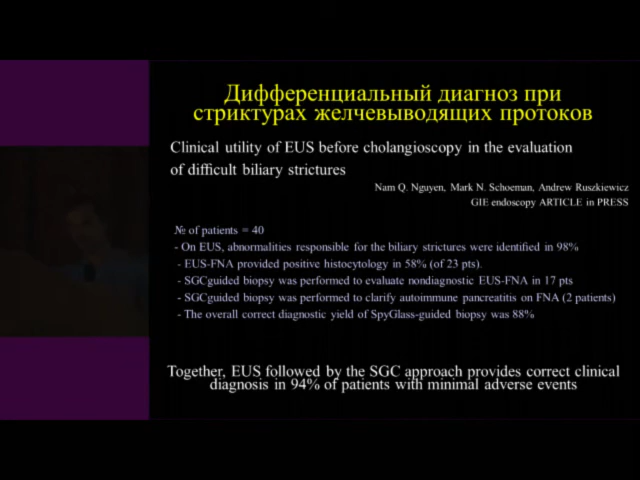 Дифференциальный диагноз при
стриктурах желчевыводящих протоков
Clinical utility of EUS before cholangioscopy in the evaluation
of difficult biliary strictures
Nam Q. Nguyen, Mark N. Schoeman, Andrew Ruszkiewicz
GIE endoscopy ARTICLE in PRESS
№ of patients = 40
- On EUS, abnormalities responsible for the biliary strictures were identified in 98%
- EUS-FNA provided positive histocytology in 58% (of 23 pts).
- SGCguided biopsy was performed to evaluate nondiagnostic EUS-FNA in 17 pts
- SGCguided biopsy was performed to clarify autoimmune pancreatitis on FNA (2 patients)
- The overall correct diagnostic yield of SpyGlass-guided biopsy was 88%
Together, EUS followed by the SGC approach provides correct clinical
diagnosis in 94% of patients with minimal adverse events